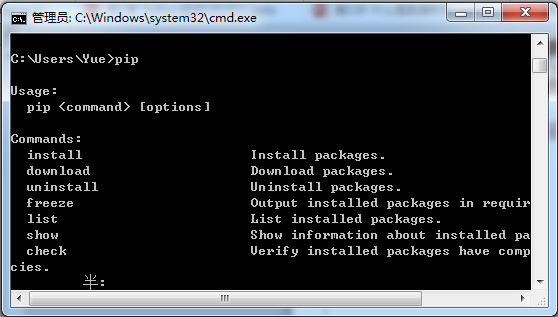 管理员: C:\Windows\system32\cmd.exe
C:\Users\Yue>pip
Usage:
pip <command> [options]
Commands:
install Install packages.
download Download packages.
uninstall Uninstall packages.
freeze Output installed packages in requir
list List installed packages.
show Show information about installed pa
check Verify installed packages have comp
cies.
半: